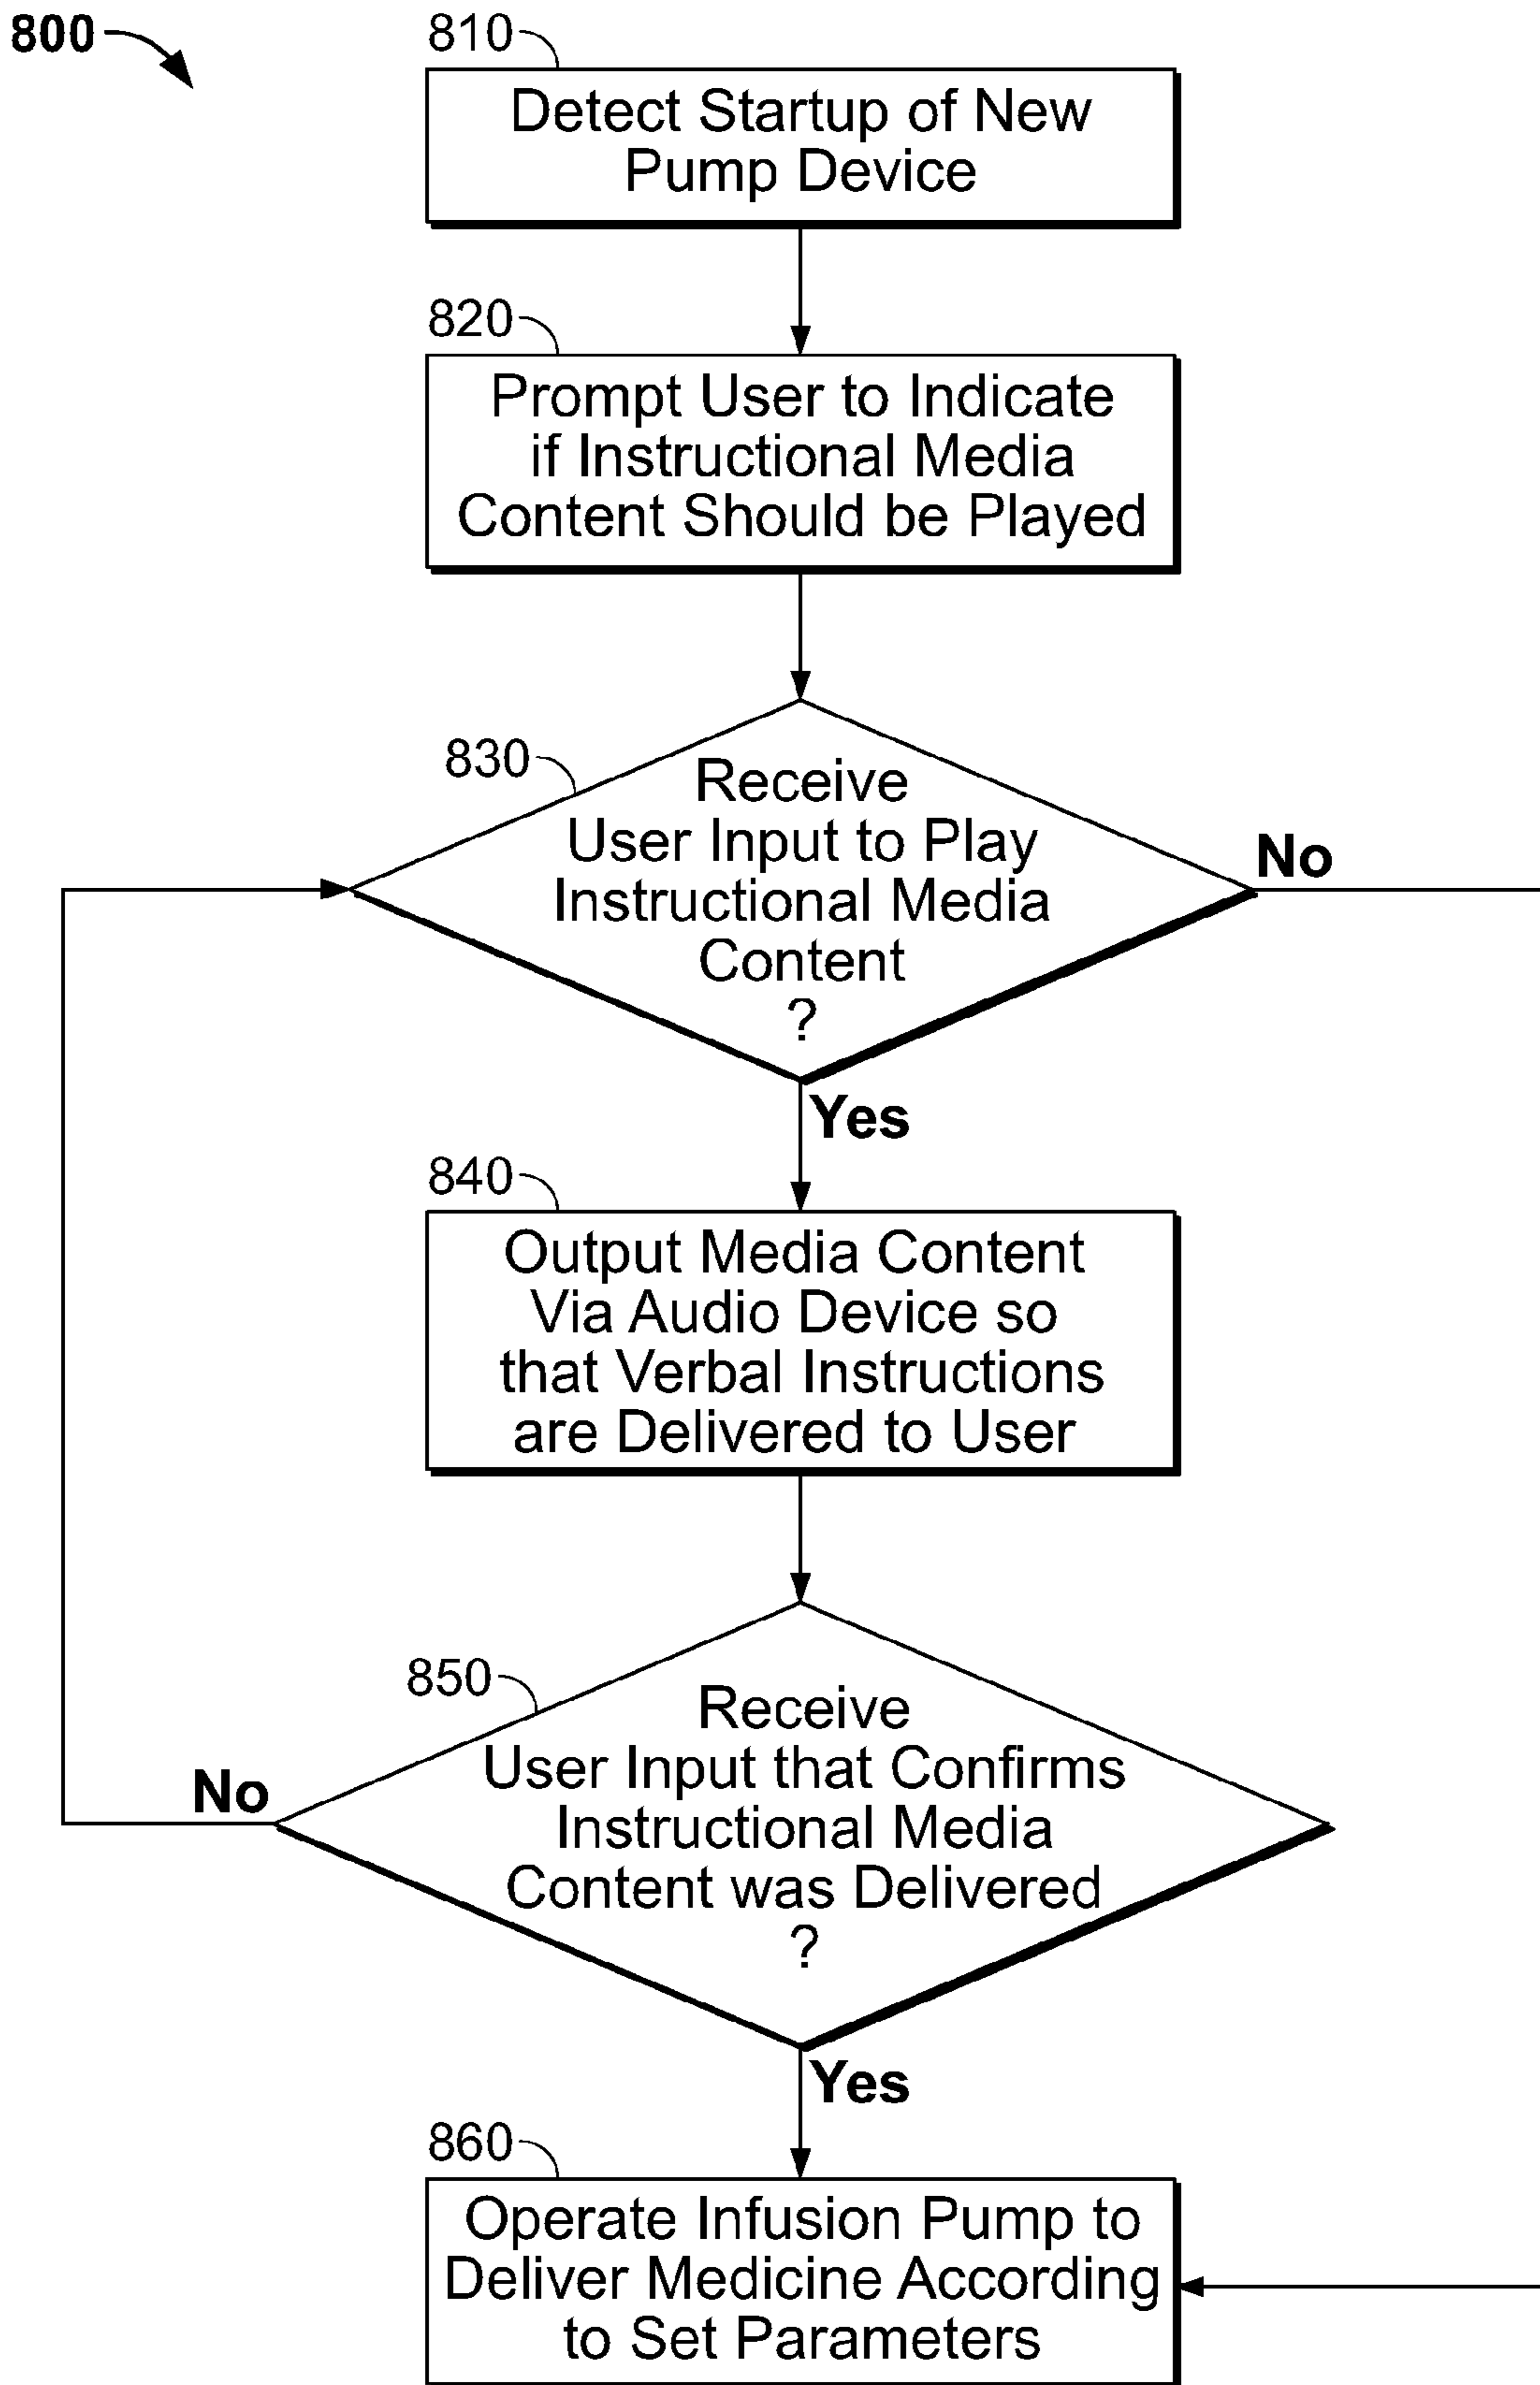 800
810
Detect Startup of New
Pump Device
820
Prompt User to Indicate
if Instructional Media
Content Should be Played
830
Receive
User Input to Play
Instructional Media
Content
?
No
Yes
840
Output Media Content
Via Audio Device so
that Verbal Instructions
are Delivered to User
850
Receive
User Input that Confirms
Instructional Media
Content was Delivered
?
No
Yes
860
Operate Infusion Pump to
Deliver Medicine According
to Set Parameters